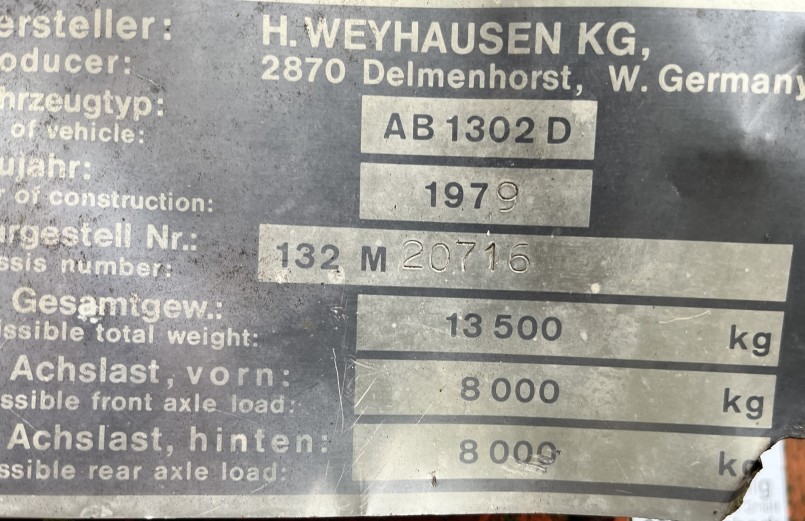 ersteller: H. WEYHAUSEN KG,
oducer: 2870 Delmenhorst, W. Germany
hrzeugtyp:
of vehicle: AB 1302 D
ujahr:
r of construction: 1979
rgestell Nr.:
ssis number: 132 M 20716
Gesamtgew.:
issible total weight: 13 500 kg
Achslast, vorn:
ssible front axle load: 8 000 kg
Achslast, hinten:
ssible rear axle load: 8 000 kg